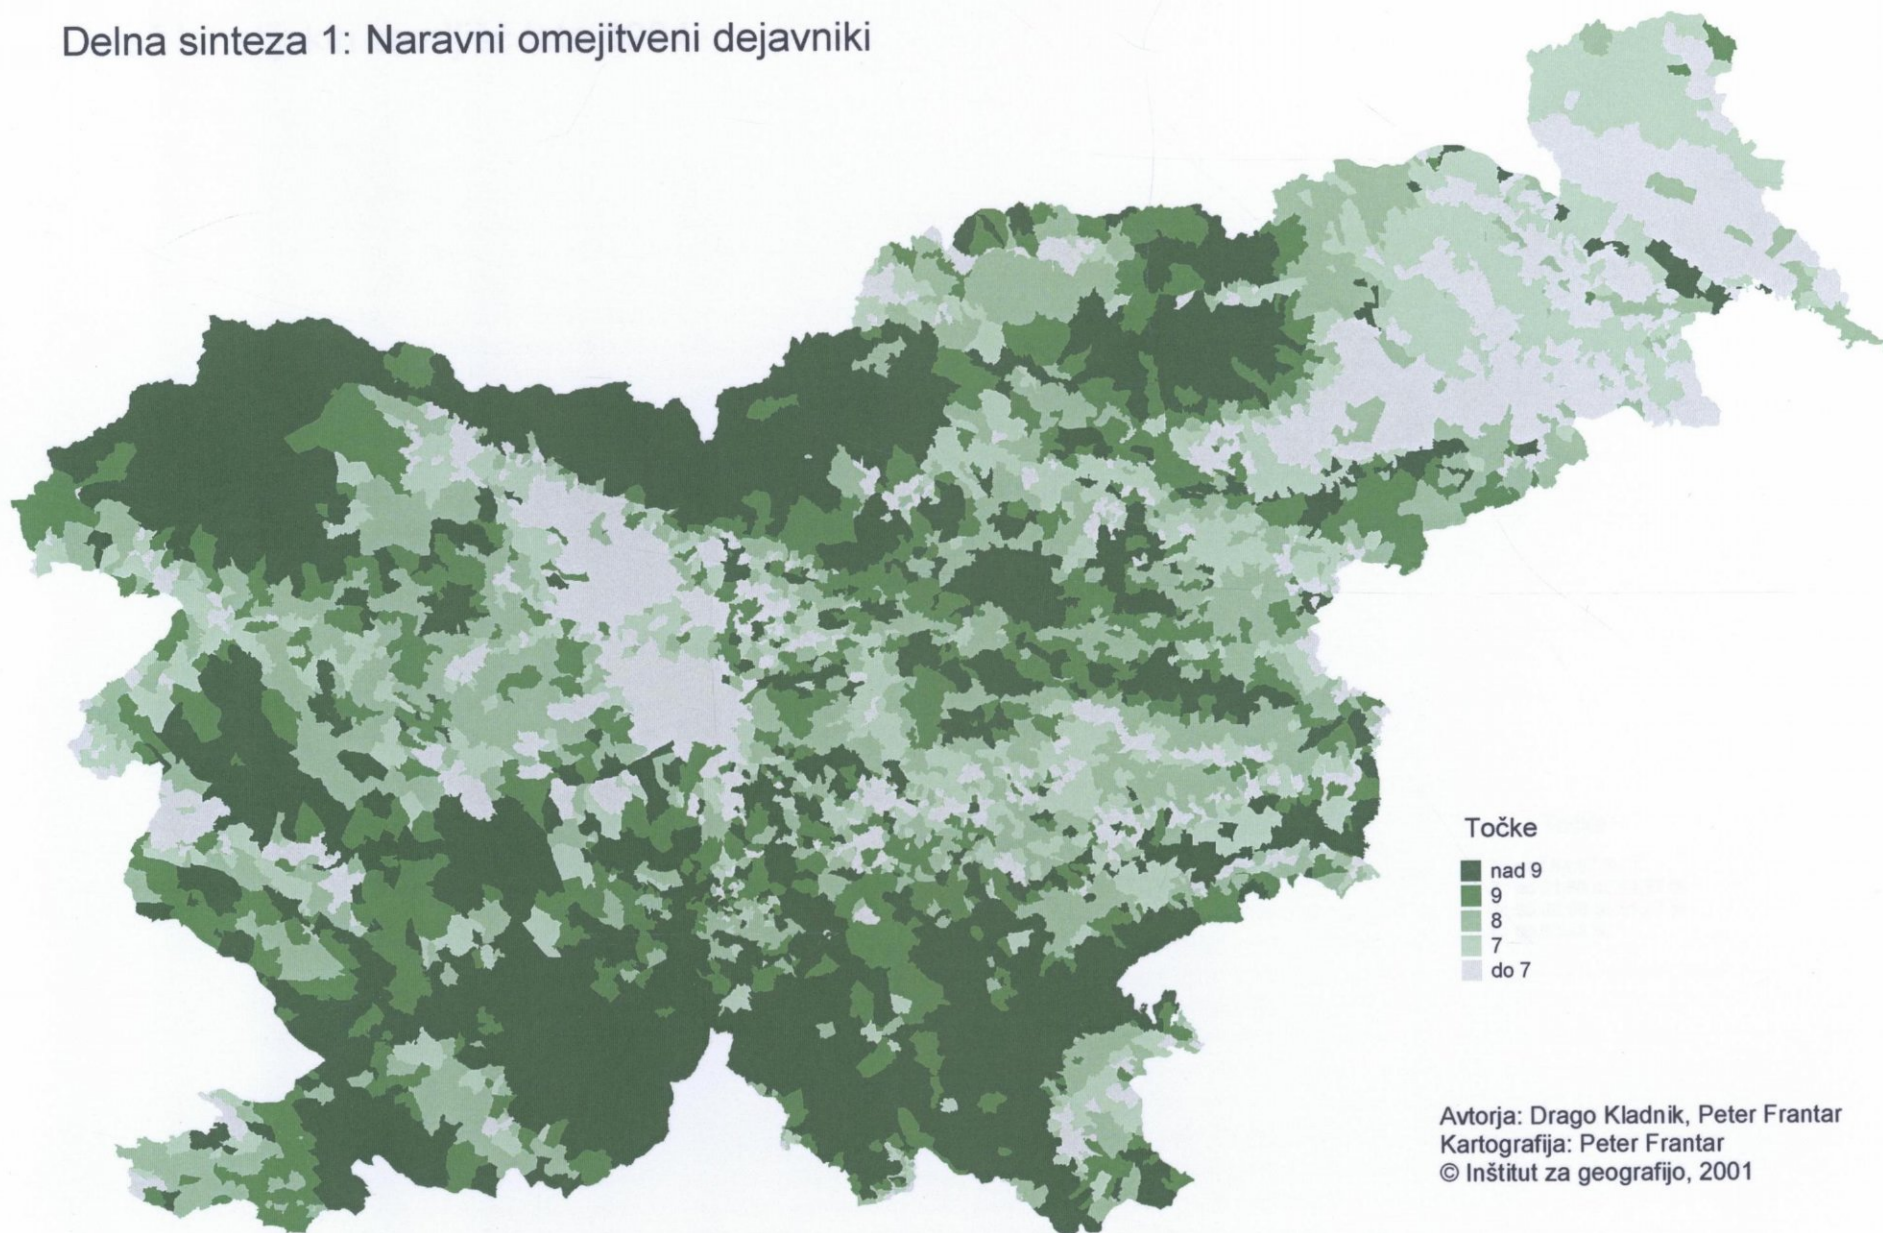 Delna sinteza 1: Naravni omejitveni dejavniki
Točke
nad 9
9
8
7
do 7
Avtorja: Drago Kladnik, Peter Frantar
Kartografija: Peter Frantar
© Inštitut za geografijo, 2001